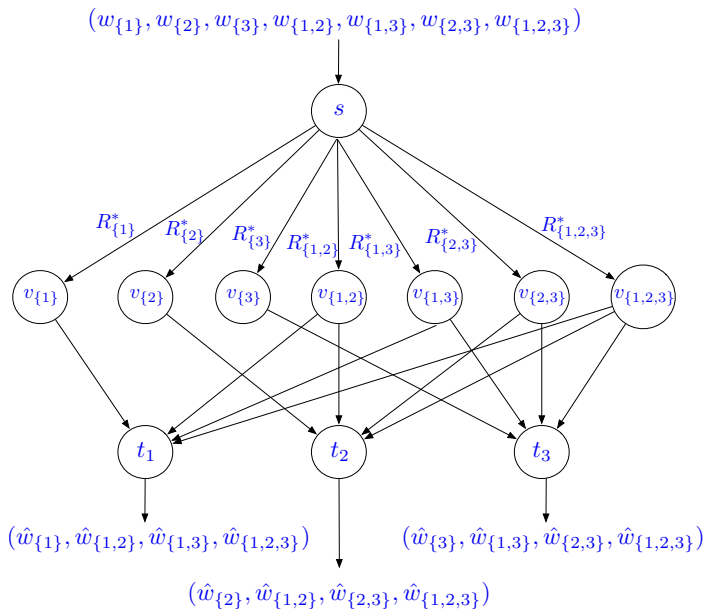 (w_{1}, w_{2}, w_{3}, w_{1,2}, w_{1,3}, w_{2,3}, w_{1,2,3})
s
R*_{1} R*_{2} R*_{3} R*_{1,2} R*_{1,3} R*_{2,3} R*_{1,2,3}
v_{1} v_{2} v_{3} v_{1,2} v_{1,3} v_{2,3} v_{1,2,3}
t_1 t_2 t_3
(ŵ_{1}, ŵ_{1,2}, ŵ_{1,3}, ŵ_{1,2,3}) (ŵ_{3}, ŵ_{1,3}, ŵ_{2,3}, ŵ_{1,2,3})
(ŵ_{2}, ŵ_{1,2}, ŵ_{2,3}, ŵ_{1,2,3})